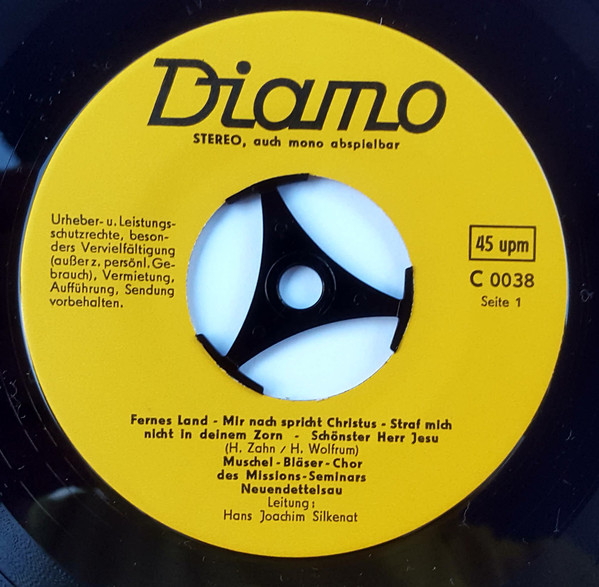 Diamo
STEREO, auch mono abspielbar
Urheber- u. Leistungs-
schutzrechte, beson-
ders Vervielfältigung
(außer z. persönl. Ge-
brauch), Vermietung,
Aufführung, Sendung
vorbehalten.
45 upm
C 0038
Seite 1
Fernes Land - Mir nach spricht Christus - Straf mich
nicht in deinem Zorn - Schönster Herr Jesu
(H. Zahn / H. Wolfrum)
Muschel - Bläser - Chor
des Missions - Seminars
Neuendettelsau
Leitung:
Hans Joachim Silkenat